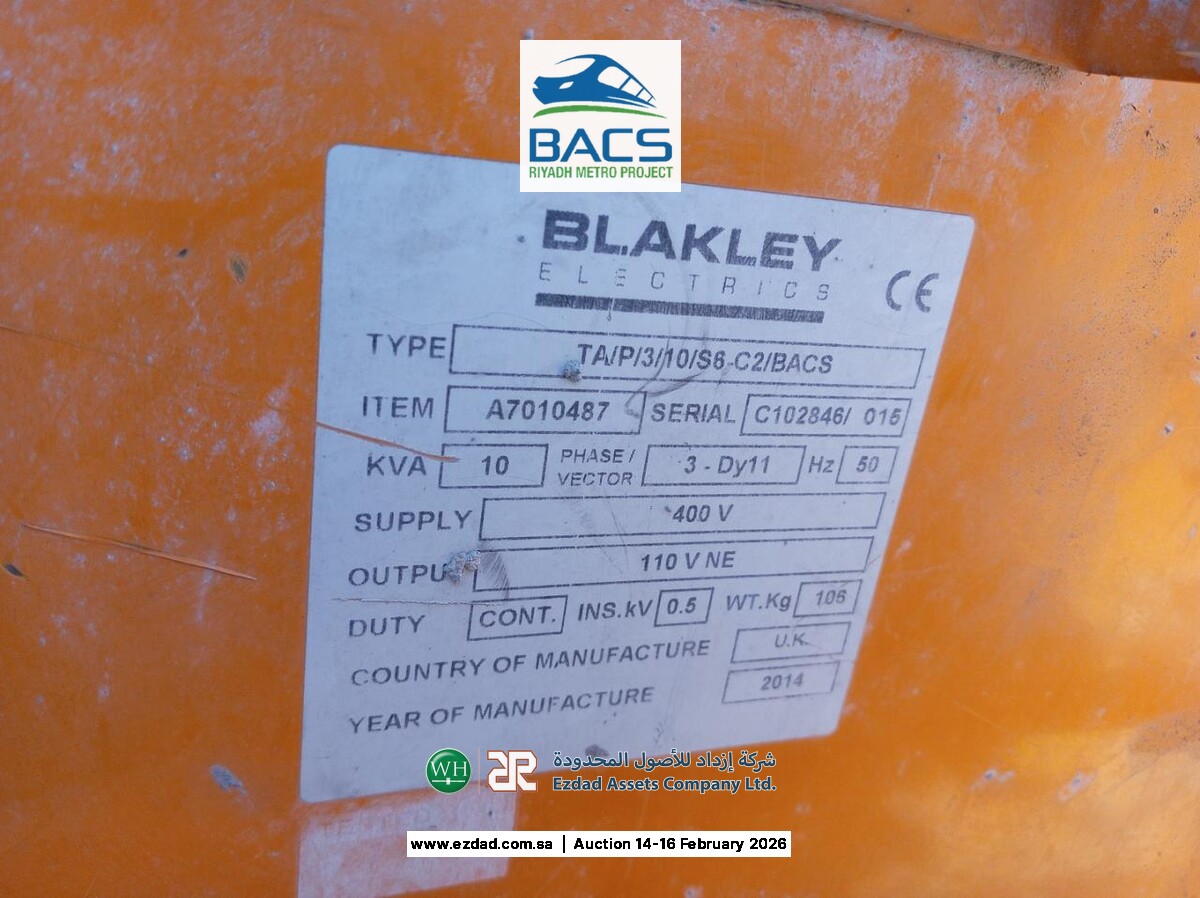 BACS
RIYADH METRO PROJECT
BLAKLEY
ELECTRICS
CE
TYPE TA/P/3/10/S6-C2/BACS
ITEM A7010487 SERIAL C102846/ 015
KVA 10 PHASE / VECTOR 3 - Dy11 Hz 50
SUPPLY 400 V
OUTPU 110 V NE
DUTY CONT. INS.kV 0.5 WT.Kg 106
COUNTRY OF MANUFACTURE U.K.
YEAR OF MANUFACTURE 2014
WH
شركة إزداد للأصول المحدودة
Ezdad Assets Company Ltd.
www.ezdad.com.sa | Auction 14-16 February 2026